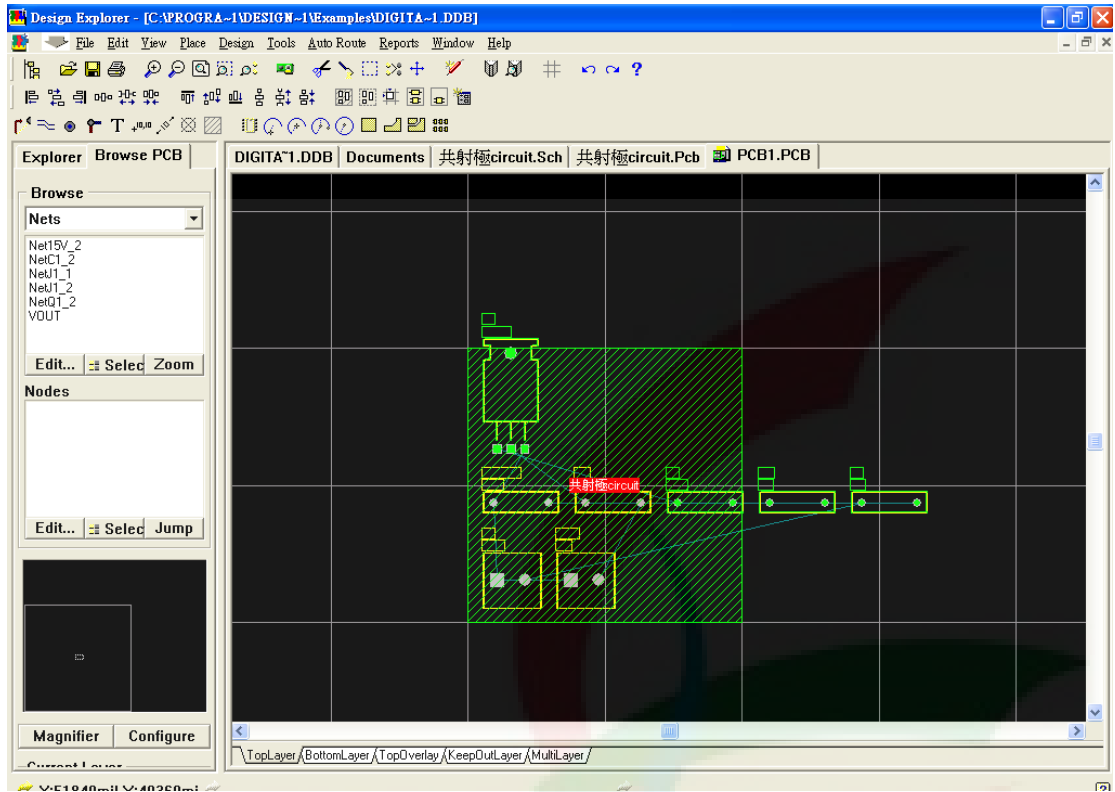 Design Explorer - [C:\PROGRA~1\DESIGN~1\Examples\DIGITA~1.DDB]
File Edit View Place Design Tools Auto Route Reports Window Help
Explorer Browse PCB
DIGITA~1.DDB Documents 共射極circuit.Sch 共射極circuit.Pcb PCB1.PCB
Browse
Nets
Net15V_2
NetC1_2
NetJ1_1
NetJ1_2
NetQ1_2
VOUT
Edit... Selec Zoom
Nodes
共射極circuit
Edit... Selec Jump
Magnifier Configure
TopLayer BottomLayer TopOverlay KeepOutLayer MultiLayer
Current Layer